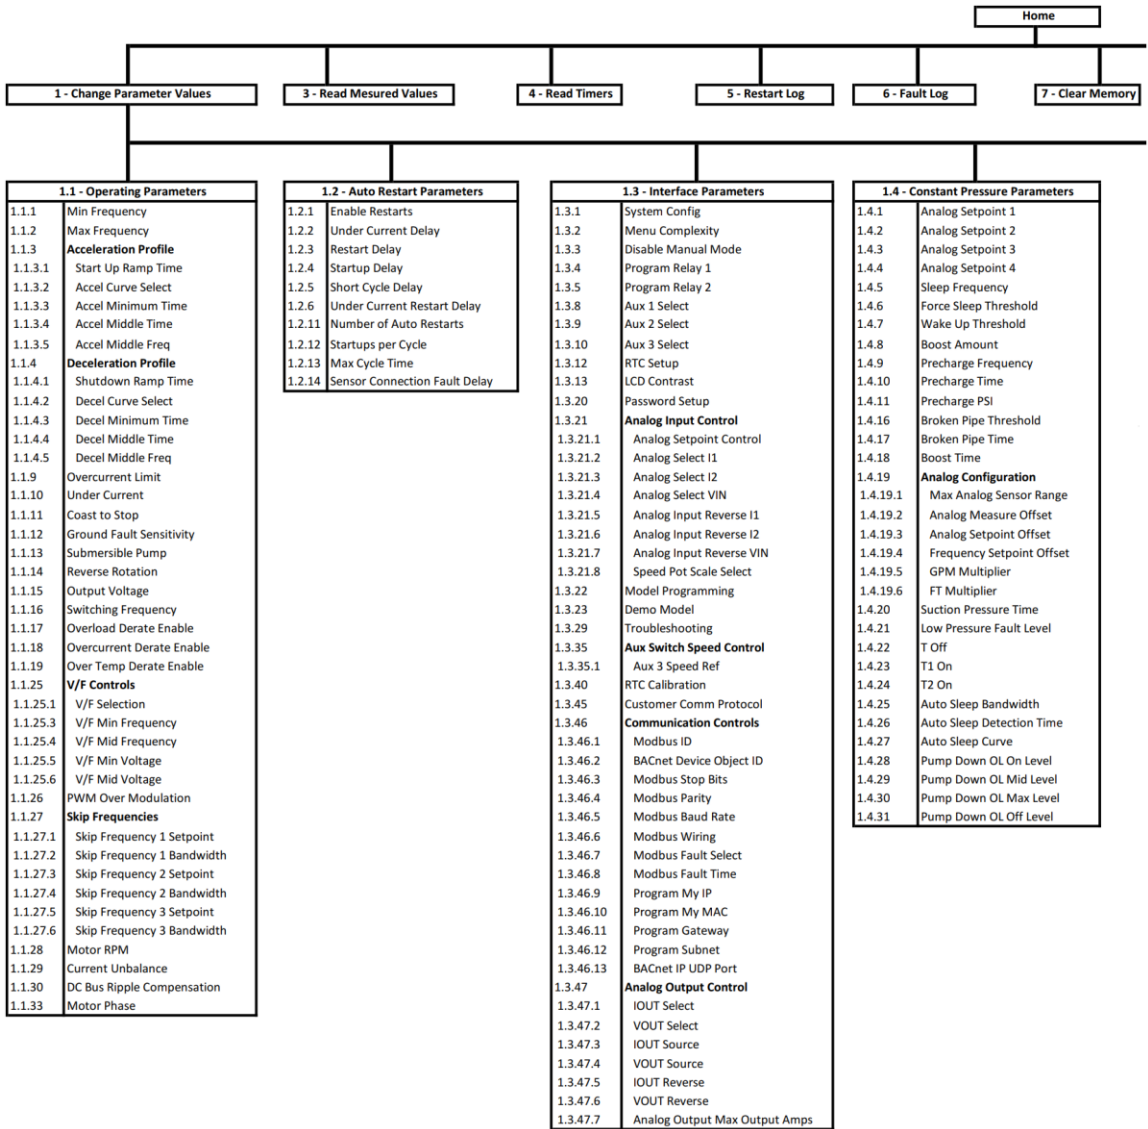 Home
1 - Change Parameter Values
3 - Read Mesured Values
4 - Read Timers
5 - Restart Log
6 - Fault Log
7 - Clear Memory
1.1 - Operating Parameters
1.1.1 Min Frequency
1.1.2 Max Frequency
1.1.3 Acceleration Profile
1.1.3.1 Start Up Ramp Time
1.1.3.2 Accel Curve Select
1.1.3.3 Accel Minimum Time
1.1.3.4 Accel Middle Time
1.1.3.5 Accel Middle Freq
1.1.4 Deceleration Profile
1.1.4.1 Shutdown Ramp Time
1.1.4.2 Decel Curve Select
1.1.4.3 Decel Minimum Time
1.1.4.4 Decel Middle Time
1.1.4.5 Decel Middle Freq
1.1.9 Overcurrent Limit
1.1.10 Under Current
1.1.11 Coast to Stop
1.1.12 Ground Fault Sensitivity
1.1.13 Submersible Pump
1.1.14 Reverse Rotation
1.1.15 Output Voltage
1.1.16 Switching Frequency
1.1.17 Overload Derate Enable
1.1.18 Overcurrent Derate Enable
1.1.19 Over Temp Derate Enable
1.1.25 V/F Controls
1.1.25.1 V/F Selection
1.1.25.3 V/F Min Frequency
1.1.25.4 V/F Mid Frequency
1.1.25.5 V/F Min Voltage
1.1.25.6 V/F Mid Voltage
1.1.26 PWM Over Modulation
1.1.27 Skip Frequencies
1.1.27.1 Skip Frequency 1 Setpoint
1.1.27.2 Skip Frequency 1 Bandwidth
1.1.27.3 Skip Frequency 2 Setpoint
1.1.27.4 Skip Frequency 2 Bandwidth
1.1.27.5 Skip Frequency 3 Setpoint
1.1.27.6 Skip Frequency 3 Bandwidth
1.1.28 Motor RPM
1.1.29 Current Unbalance
1.1.30 DC Bus Ripple Compensation
1.1.33 Motor Phase
1.2 - Auto Restart Parameters
1.2.1 Enable Restarts
1.2.2 Under Current Delay
1.2.3 Restart Delay
1.2.4 Startup Delay
1.2.5 Short Cycle Delay
1.2.6 Under Current Restart Delay
1.2.11 Number of Auto Restarts
1.2.12 Startups per Cycle
1.2.13 Max Cycle Time
1.2.14 Sensor Connection Fault Delay
1.3 - Interface Parameters
1.3.1 System Config
1.3.2 Menu Complexity
1.3.3 Disable Manual Mode
1.3.4 Program Relay 1
1.3.5 Program Relay 2
1.3.8 Aux 1 Select
1.3.9 Aux 2 Select
1.3.10 Aux 3 Select
1.3.12 RTC Setup
1.3.13 LCD Contrast
1.3.20 Password Setup
1.3.21 Analog Input Control
1.3.21.1 Analog Setpoint Control
1.3.21.2 Analog Select I1
1.3.21.3 Analog Select I2
1.3.21.4 Analog Select VIN
1.3.21.5 Analog Input Reverse I1
1.3.21.6 Analog Input Reverse I2
1.3.21.7 Analog Input Reverse VIN
1.3.21.8 Speed Pot Scale Select
1.3.22 Model Programming
1.3.23 Demo Model
1.3.29 Troubleshooting
1.3.35 Aux Switch Speed Control
1.3.35.1 Aux 3 Speed Ref
1.3.40 RTC Calibration
1.3.45 Customer Comm Protocol
1.3.46 Communication Controls
1.3.46.1 Modbus ID
1.3.46.2 BACnet Device Object ID
1.3.46.3 Modbus Stop Bits
1.3.46.4 Modbus Parity
1.3.46.5 Modbus Baud Rate
1.3.46.6 Modbus Wiring
1.3.46.7 Modbus Fault Select
1.3.46.8 Modbus Fault Time
1.3.46.9 Program My IP
1.3.46.10 Program My MAC
1.3.46.11 Program Gateway
1.3.46.12 Program Subnet
1.3.46.13 BACnet IP UDP Port
1.3.47 Analog Output Control
1.3.47.1 IOUT Select
1.3.47.2 VOUT Select
1.3.47.3 IOUT Source
1.3.47.4 VOUT Source
1.3.47.5 IOUT Reverse
1.3.47.6 VOUT Reverse
1.3.47.7 Analog Output Max Output Amps
1.4 - Constant Pressure Parameters
1.4.1 Analog Setpoint 1
1.4.2 Analog Setpoint 2
1.4.3 Analog Setpoint 3
1.4.4 Analog Setpoint 4
1.4.5 Sleep Frequency
1.4.6 Force Sleep Threshold
1.4.7 Wake Up Threshold
1.4.8 Boost Amount
1.4.9 Precharge Frequency
1.4.10 Precharge Time
1.4.11 Precharge PSI
1.4.16 Broken Pipe Threshold
1.4.17 Broken Pipe Time
1.4.18 Boost Time
1.4.19 Analog Configuration
1.4.19.1 Max Analog Sensor Range
1.4.19.2 Analog Measure Offset
1.4.19.3 Analog Setpoint Offset
1.4.19.4 Frequency Setpoint Offset
1.4.19.5 GPM Multiplier
1.4.19.6 FT Multiplier
1.4.20 Suction Pressure Time
1.4.21 Low Pressure Fault Level
1.4.22 T Off
1.4.23 T1 On
1.4.24 T2 On
1.4.25 Auto Sleep Bandwidth
1.4.26 Auto Sleep Detection Time
1.4.27 Auto Sleep Curve
1.4.28 Pump Down OL On Level
1.4.29 Pump Down OL Mid Level
1.4.30 Pump Down OL Max Level
1.4.31 Pump Down OL Off Level